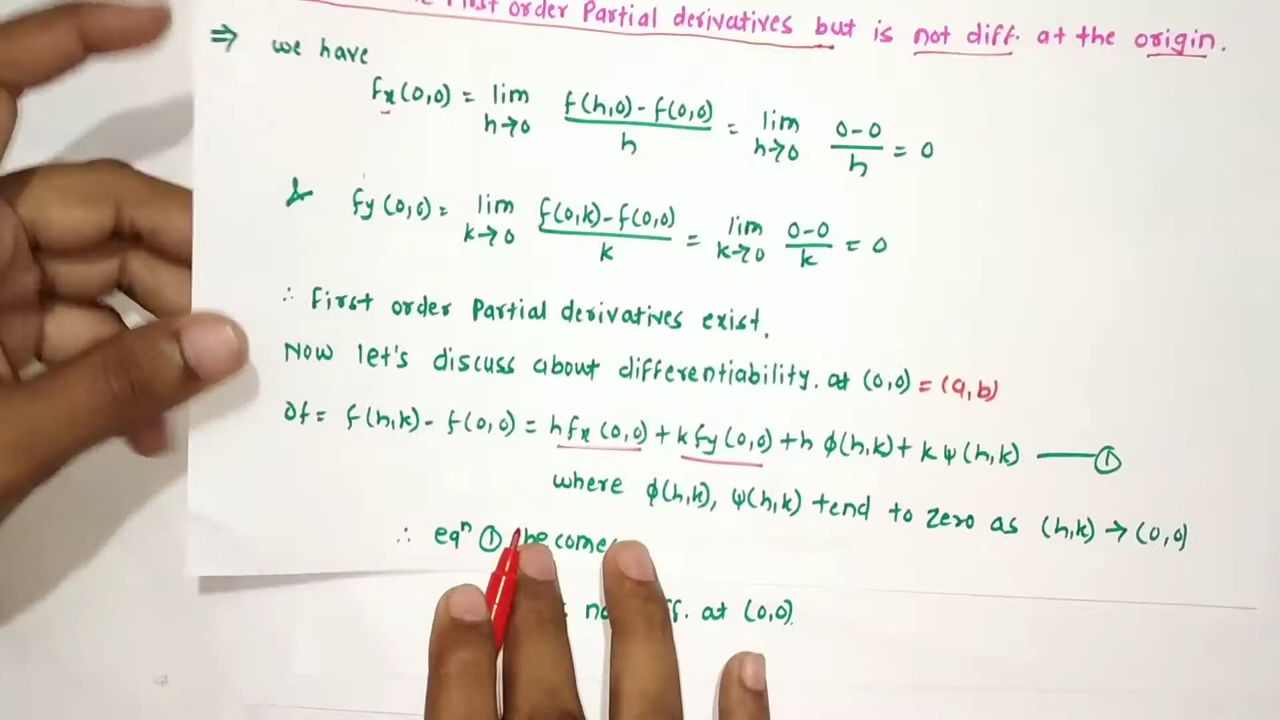 First order Partial derivatives but is not diff. at the origin.
⇒ we have
fx(0,0) = lim h→0 f(h,0) - f(0,0) / h = lim h→0 0-0 / h = 0
& fy(0,0) = lim k→0 f(0,k) - f(0,0) / k = lim k→0 0-0 / k = 0
∴ First order Partial derivatives exist.
Now let's discuss about differentiability. at (0,0) = (a,b)
Df = f(h,k) - f(0,0) = h fx(0,0) + k fy(0,0) + h ϕ(h,k) + k ψ(h,k) —— ①
where ϕ(h,k), ψ(h,k) tend to zero as (h,k) → (0,0)
∴ eqⁿ ① become
at (0,0).